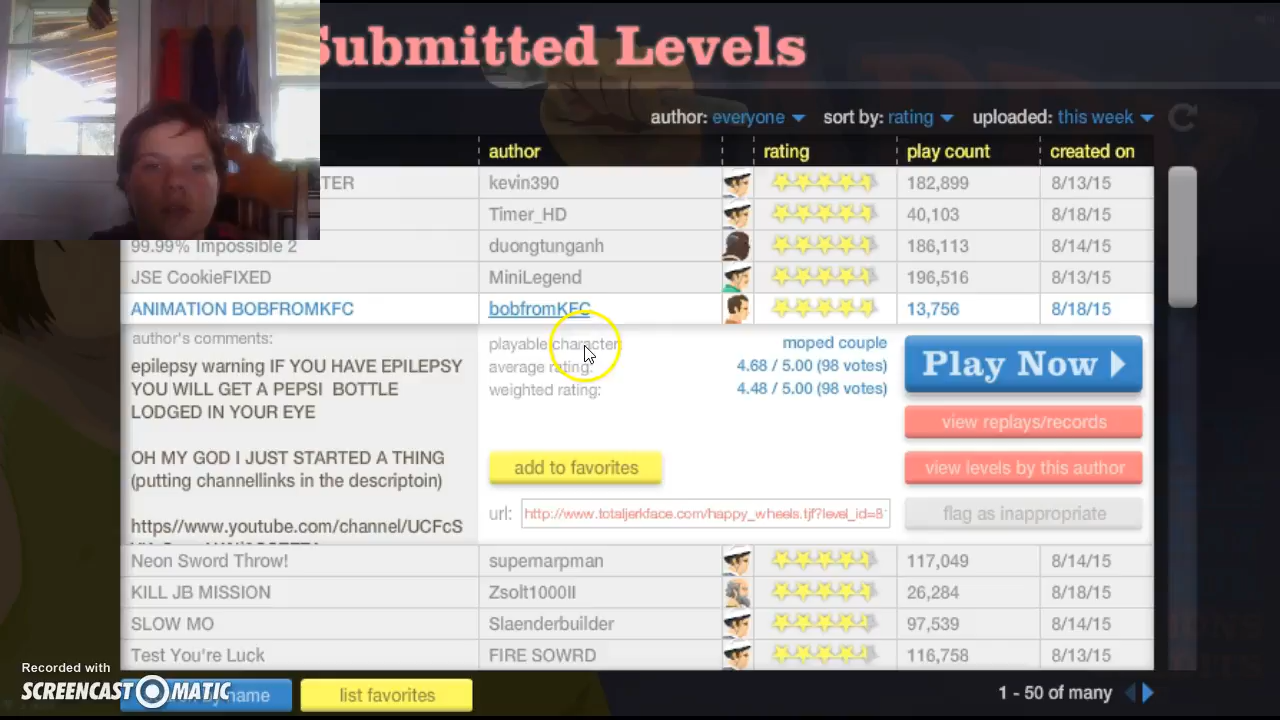 Submitted Levels
author: everyone sort by: rating uploaded: this week
author rating play count created on
TER kevin390 182,899 8/13/15
Timer_HD 40,103 8/18/15
99.99% Impossible 2 duongtunganh 186,113 8/14/15
JSE CookieFIXED MiniLegend 196,516 8/13/15
ANIMATION BOBFROMKFC bobfromKFC 13,756 8/18/15
author's comments:
epilepsy warning IF YOU HAVE EPILEPSY
YOU WILL GET A PEPSI BOTTLE
LODGED IN YOUR EYE
OH MY GOD I JUST STARTED A THING
(putting channellinks in the descriptoin)
https//www.youtube.com/channel/UCFcS
playable character: moped couple
average rating: 4.68 / 5.00 (98 votes)
weighted rating: 4.48 / 5.00 (98 votes)
add to favorites
url: http://www.totaljerkface.com/happy_wheels.tjf?level_id=8
Play Now
view replays/records
view levels by this author
flag as inappropriate
Neon Sword Throw! supernarpman 117,049 8/14/15
KILL JB MISSION Zsolt1000II 26,284 8/18/15
SLOW MO Slaenderbuilder 97,539 8/14/15
Test You're Luck FIRE SOWRD 116,758 8/13/15
Recorded with
SCREENCAST MATIC
by name list favorites 1 - 50 of many